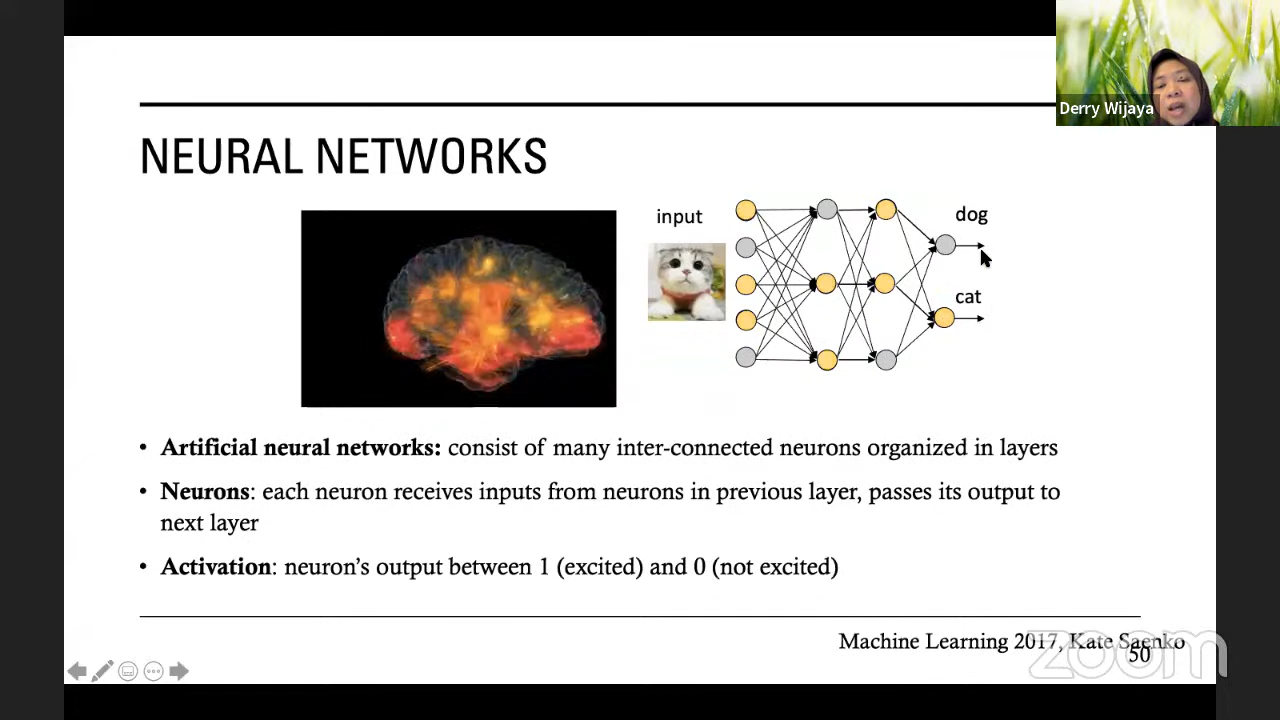 Derry Wijaya
NEURAL NETWORKS
input
dog
cat
• Artificial neural networks: consist of many inter-connected neurons organized in layers
• Neurons: each neuron receives inputs from neurons in previous layer, passes its output to
next layer
• Activation: neuron's output between 1 (excited) and 0 (not excited)
Machine Learning 2017, Kate Saenko
50
zoom